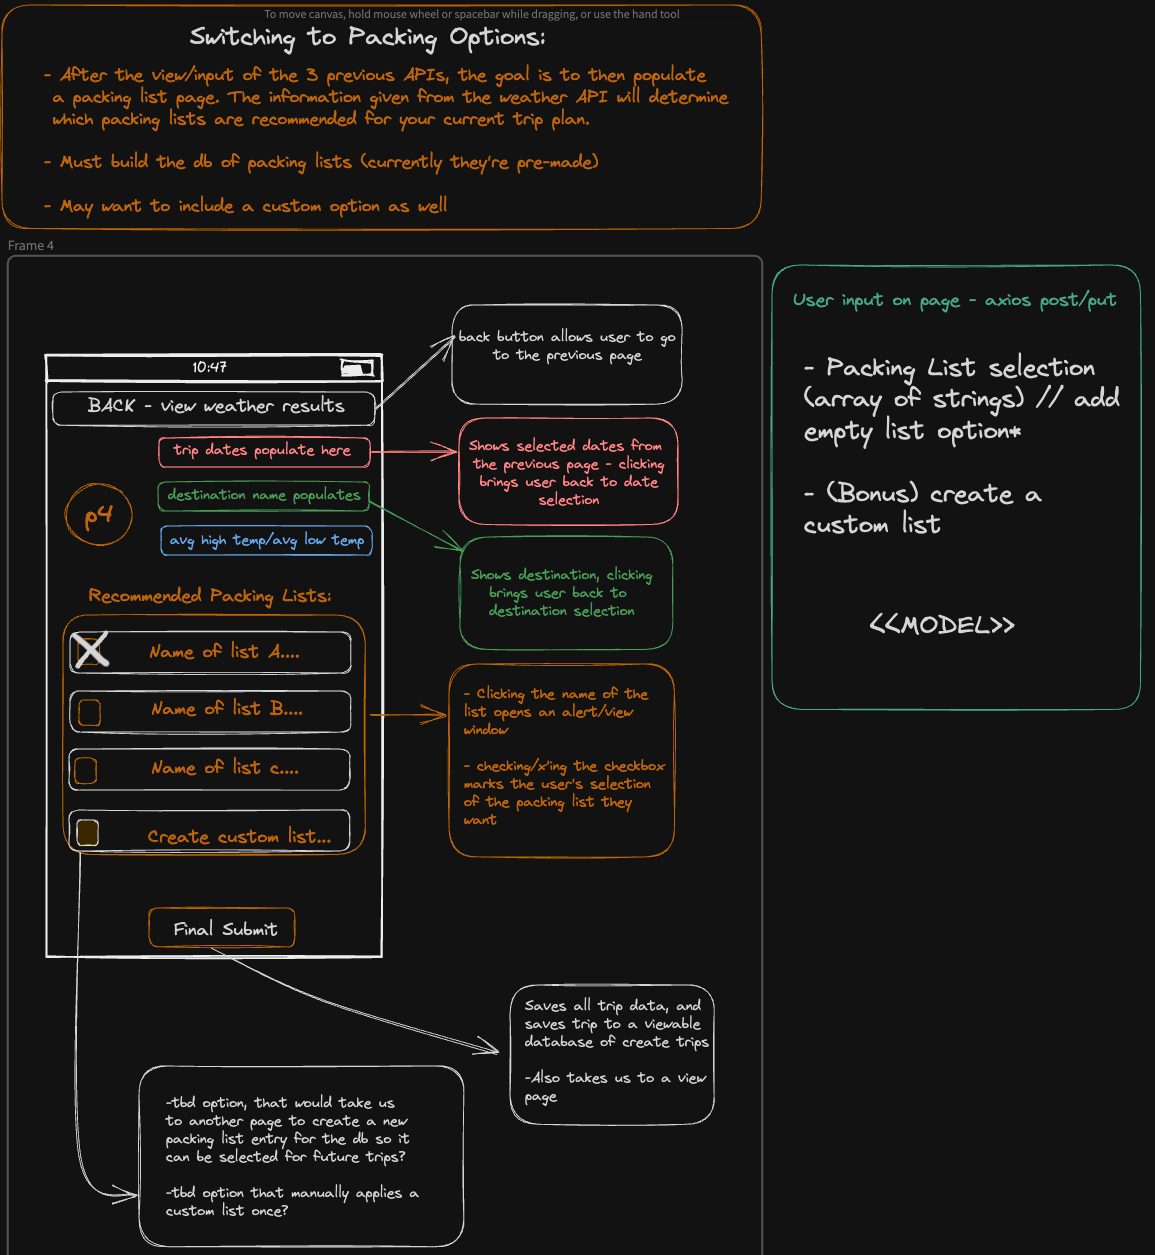 To move canvas, hold mouse wheel or spacebar while dragging, or use the hand tool
Switching to Packing Options:
- After the view/input of the 3 previous APIs, the goal is to then populate
a packing list page. The information given from the weather API will determine
which packing lists are recommended for your current trip plan.
- Must build the db of packing lists (currently they're pre-made)
- May want to include a custom option as well
Frame 4
10:47
BACK - view weather results
trip dates populate here
destination name populates
p4
avg high temp/avg low temp
Recommended Packing Lists:
Name of list A....
Name of list B....
Name of list c....
Create custom list...
Final Submit
back button allows user to go
to the previous page
Shows selected dates from
the previous page - clicking
brings user back to date
selection
Shows destination, clicking
brings user back to
destination selection
- Clicking the name of the
list opens an alert/view
window
- checking/x'ing the checkbox
marks the user's selection
of the packing list they
want
Saves all trip data, and
saves trip to a viewable
database of create trips
-Also takes us to a view
page
-tbd option, that would take us
to another page to create a new
packing list entry for the db so it
can be selected for future trips?
-tbd option that manually applies a
custom list once?
User input on page - axios post/put
- Packing List selection
(array of strings) // add
empty list option*
- (Bonus) create a
custom list
<<MODEL>>